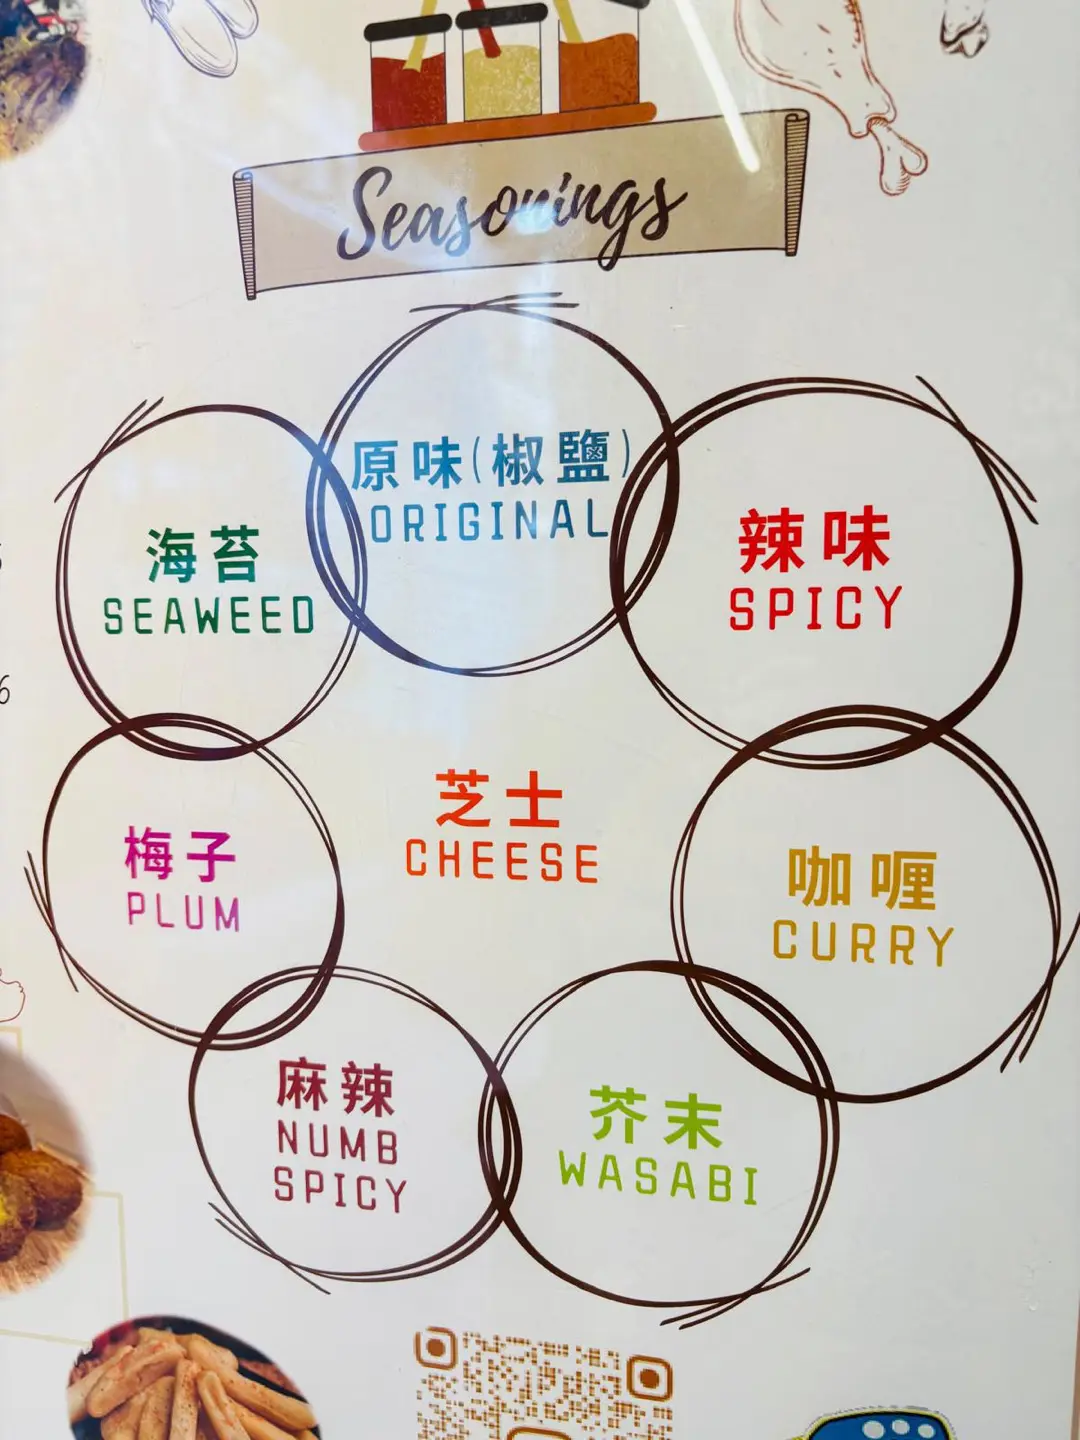 Seasonings
原味(椒鹽)
ORIGINAL
辣味
SPICY
海苔
SEAWEED
芝士
CHEESE
梅子
PLUM
咖喱
CURRY
麻辣
NUMB
SPICY
芥末
WASABI
6